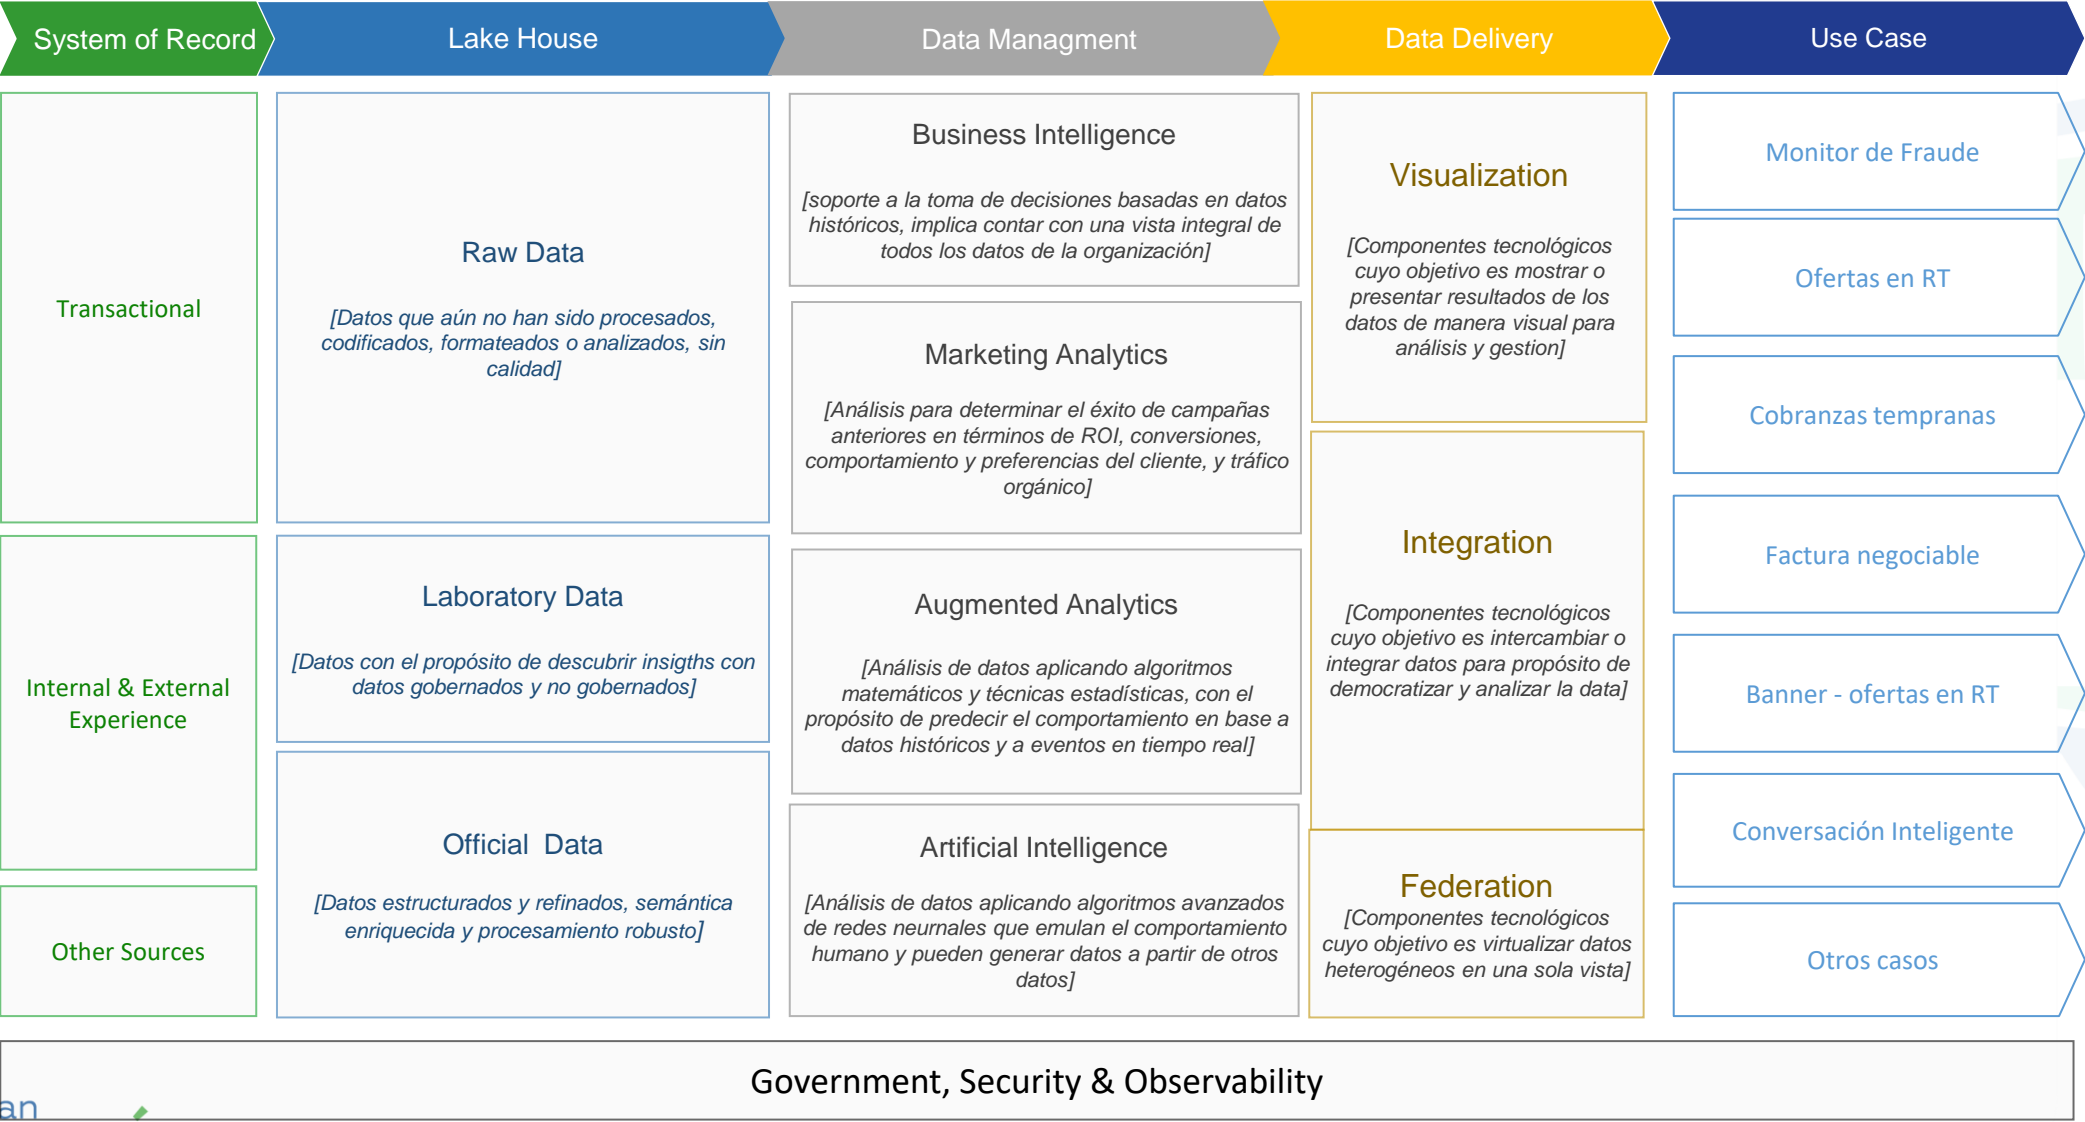 System of Record
Lake House
Data Managment
Data Delivery
Use Case
Transactional
Internal & External
Experience
Other Sources
Raw Data
[Datos que aún no han sido procesados,
codificados, formateados o analizados, sin
calidad]
Laboratory Data
[Datos con el propósito de descubrir insigths con
datos gobernados y no gobernados]
Official Data
[Datos estructurados y refinados, semántica
enriquecida y procesamiento robusto]
Business Intelligence
[soporte a la toma de decisiones basadas en datos
históricos, implica contar con una vista integral de
todos los datos de la organización]
Marketing Analytics
[Análisis para determinar el éxito de campañas
anteriores en términos de ROI, conversiones,
comportamiento y preferencias del cliente, y tráfico
orgánico]
Augmented Analytics
[Análisis de datos aplicando algoritmos
matemáticos y técnicas estadísticas, con el
propósito de predecir el comportamiento en base a
datos históricos y a eventos en tiempo real]
Artificial Intelligence
[Análisis de datos aplicando algoritmos avanzados
de redes neurnales que emulan el comportamiento
humano y pueden generar datos a partir de otros
datos]
Visualization
[Componentes tecnológicos
cuyo objetivo es mostrar o
presentar resultados de los
datos de manera visual para
análisis y gestion]
Integration
[Componentes tecnológicos
cuyo objetivo es intercambiar o
integrar datos para propósito de
democratizar y analizar la data]
Federation
[Componentes tecnológicos
cuyo objetivo es virtualizar datos
heterogéneos en una sola vista]
Monitor de Fraude
Ofertas en RT
Cobranzas tempranas
Factura negociable
Banner - ofertas en RT
Conversación Inteligente
Otros casos
Government, Security & Observability
an